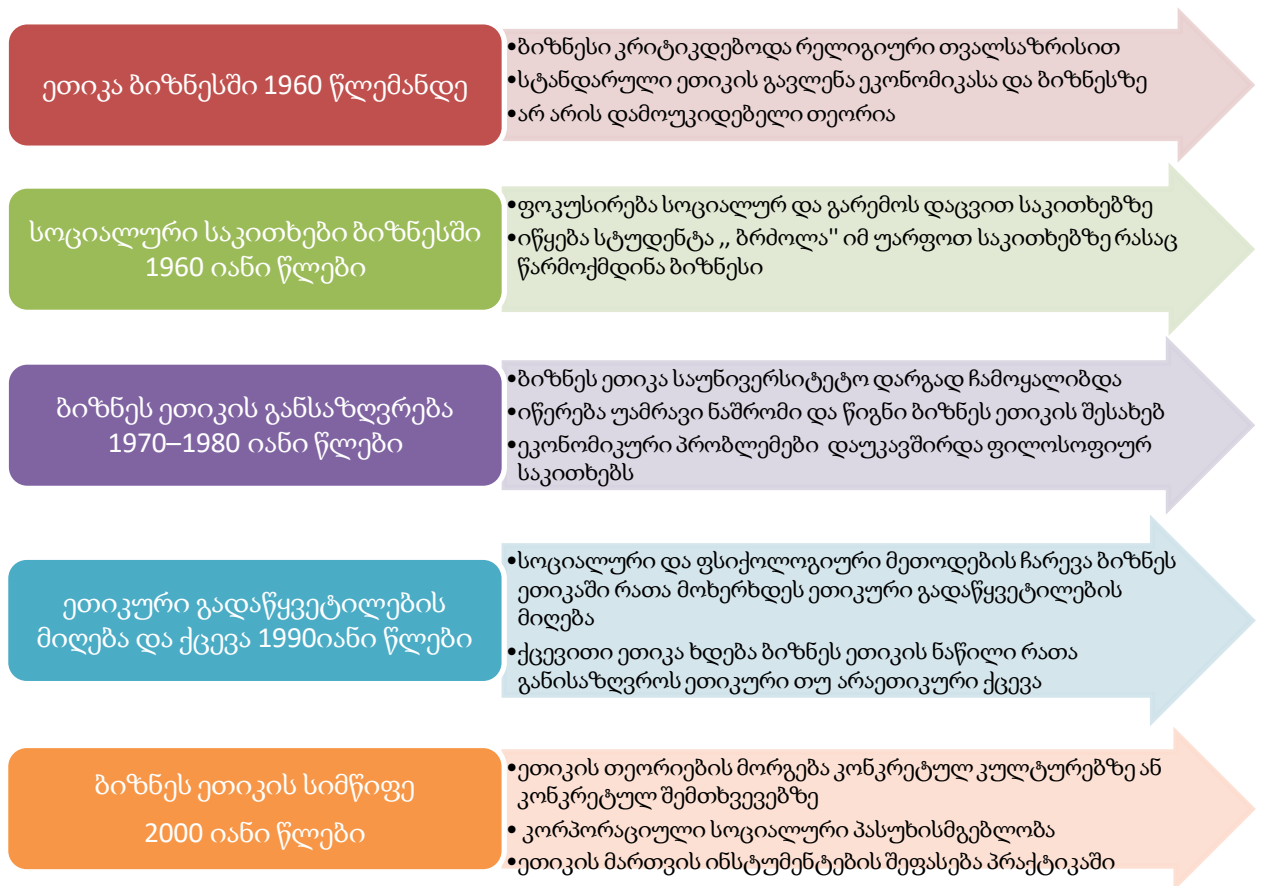 ეთიკა ბიზნესში 1960 წლემანდე
•ბიზნესი კრიტიკდებოდა რელიგიური თვალსაზრისით
•სტანდარული ეთიკის გავლენა ეკონომიკასა და ბიზნესზე
•არ არის დამოუკიდებელი თეორია
სოციალური საკითხები ბიზნესში
1960 იანი წლები
•ფოკუსირება სოციალურ და გარემოს დაცვით საკითხებზე
•იწყება სტუდენტა ,, ბრძოლა" იმ უარფოთ საკითხებზე რასაც
წარმოქმდინა ბიზნესი
ბიზნეს ეთიკის განსაზღვრება
1970–1980 იანი წლები
•ბიზნეს ეთიკა საუნივერსიტეტო დარგად ჩამოყალიბდა
•იწერება უამრავი ნაშრომი და წიგნი ბიზნეს ეთიკის შესახებ
•ეკონომიკური პრობლემები დაუკავშირდა ფილოსოფიურ
საკითხებს
ეთიკური გადაწყვეტილების
მიღება და ქცევა 1990იანი წლები
•სოციალური და ფსიქოლოგიური მეთოდების ჩარევა ბიზნეს
ეთიკაში რათა მოხერხდეს ეთიკური გადაწყვეტილების
მიღება
•ქცევითი ეთიკა ხდება ბიზნეს ეთიკის ნაწილი რათა
განისაზღვროს ეთიკური თუ არაეთიკური ქცევა
ბიზნეს ეთიკის სიმწიფე
2000 იანი წლები
•ეთიკის თეორიების მორგება კონკრეტულ კულტურებზე ან
კონკრეტულ შემთხვევებზე
• კორპორაციული სოციალური პასუხისმგებლობა
•ეთიკის მართვის ინსტუმენტების შეფასება პრაქტიკაში